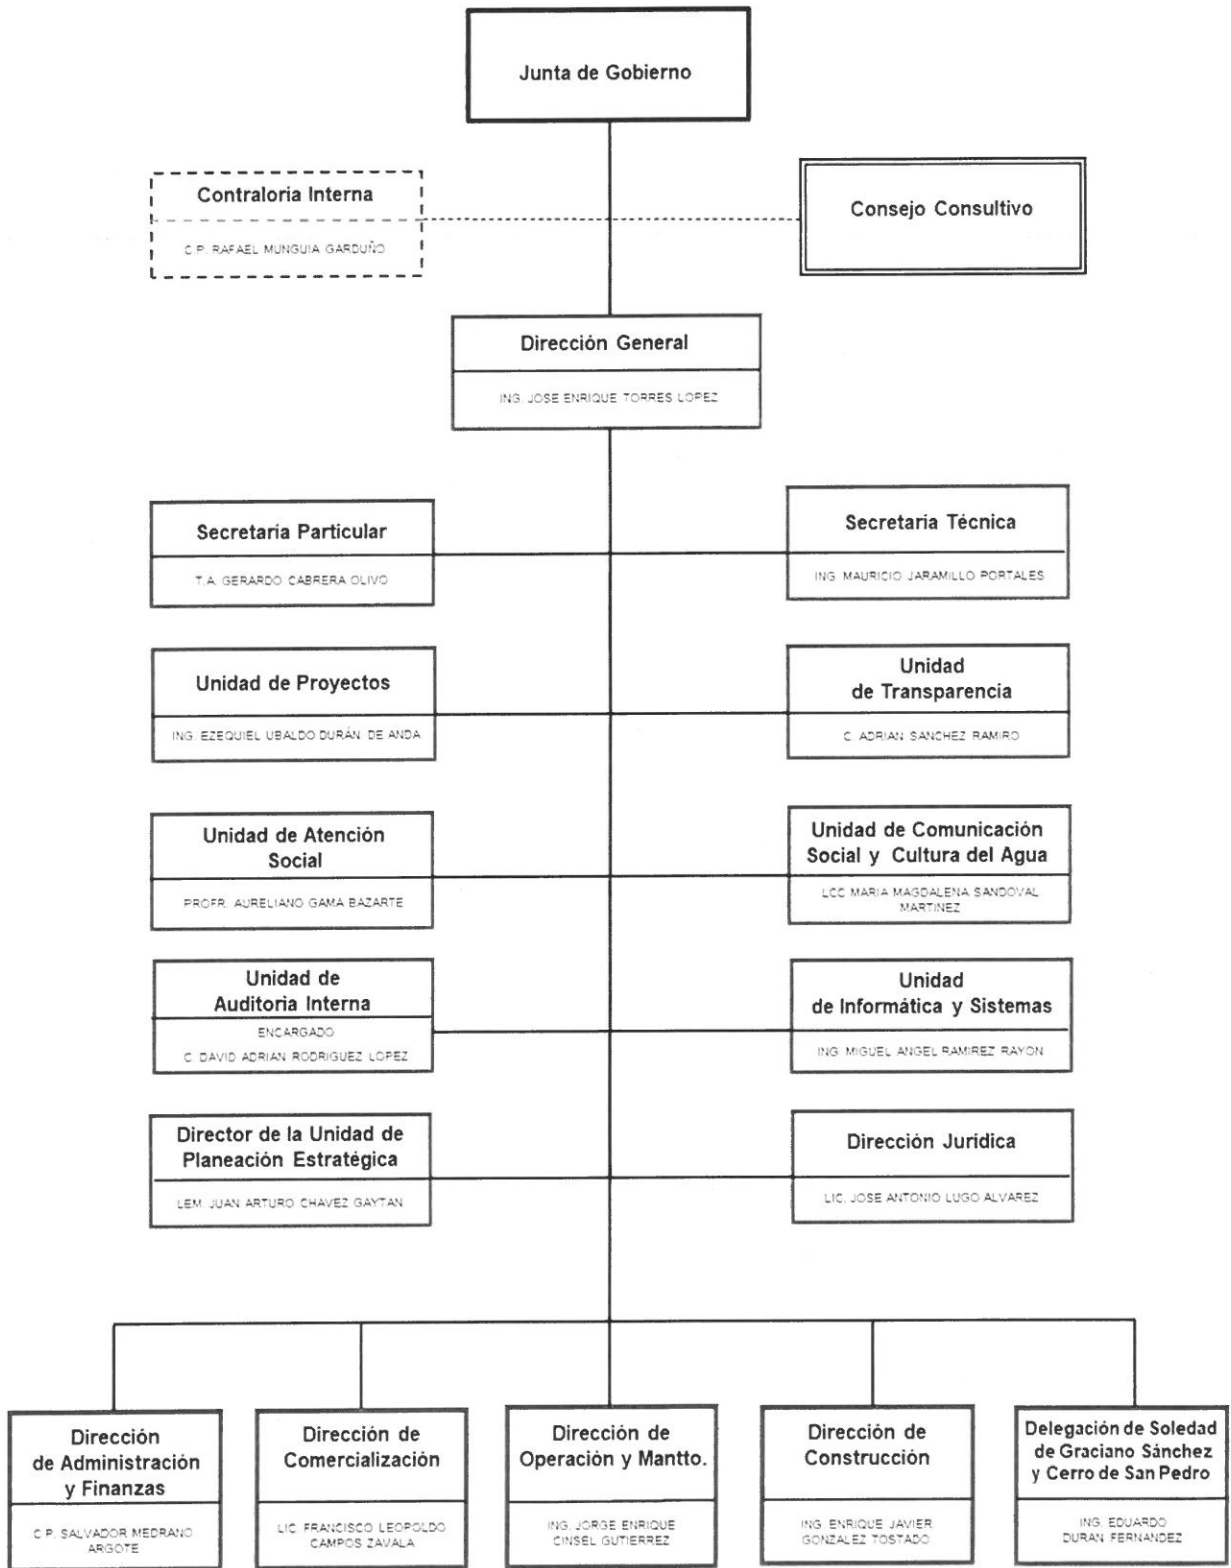 Junta de Gobierno
Contraloria Interna
C.P. RAFAEL MUNGUIA GARDUÑO
Consejo Consultivo
Dirección General
ING. JOSE ENRIQUE TORRES LOPEZ
Secretaria Particular
T.A. GERARDO CABRERA OLIVO
Secretaria Técnica
ING. MAURICIO JARAMILLO PORTALES
Unidad de Proyectos
ING. EZEQUIEL UBALDO DURÁN DE ANDA
Unidad
de Transparencia
C. ADRIAN SANCHEZ RAMIRO
Unidad de Atención
Social
PROFR. AURELIANO GAMA BAZARTE
Unidad de Comunicación
Social y Cultura del Agua
LCC MARIA MAGDALENA SANDOVAL
MARTINEZ
Unidad de
Auditoria Interna
ENCARGADO
C. DAVID ADRIAN RODRIGUEZ LOPEZ
Unidad
de Informática y Sistemas
ING. MIGUEL ANGEL RAMIREZ RAYON
Director de la Unidad de
Planeación Estratégica
LEM. JUAN ARTURO CHAVEZ GAYTAN
Dirección Jurídica
LIC. JOSE ANTONIO LUGO ALVAREZ
Dirección
de Administración
y Finanzas
C.P. SALVADOR MEDRANO
ARGOTE
Dirección de
Comercialización
LIC. FRANCISCO LEOPOLDO
CAMPOS ZAVALA
Dirección de
Operación y Mantto.
ING. JORGE ENRIQUE
CINSEL GUTIERREZ
Dirección de
Construcción
ING. ENRIQUE JAVIER
GONZALEZ TOSTADO
Delegación de Soledad
de Graciano Sánchez
y Cerro de San Pedro
ING. EDUARDO
DURAN FERNANDEZ